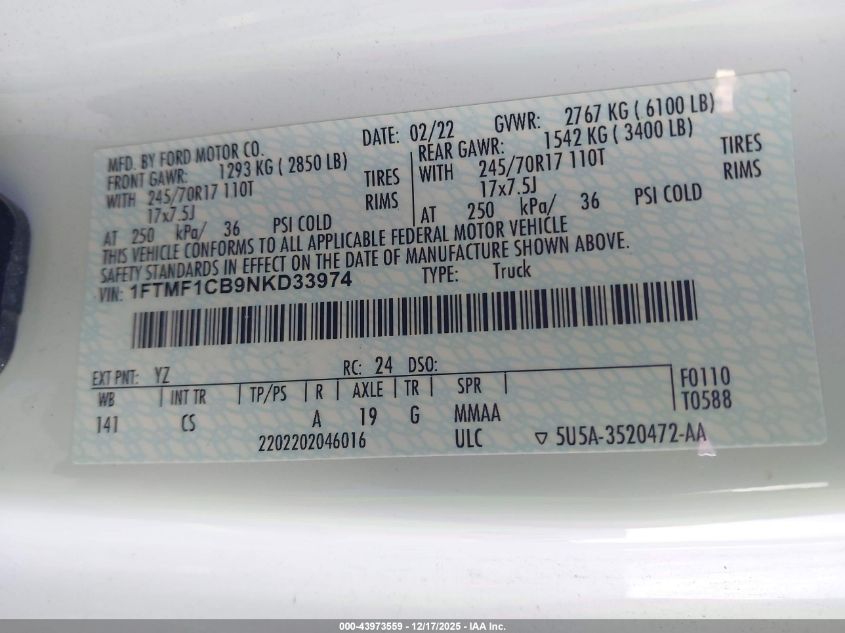 MFD. BY FORD MOTOR CO.
DATE: 02/22 GVWR: 2767 KG ( 6100 LB)
FRONT GAWR: 1293 KG ( 2850 LB)
REAR GAWR: 1542 KG ( 3400 LB)
WITH 245/70R17 110T TIRES
WITH 245/70R17 110T TIRES
17x7.5J RIMS
17x7.5J RIMS
AT 250 kPa/ 36 PSI COLD
AT 250 kPa/ 36 PSI COLD
THIS VEHICLE CONFORMS TO ALL APPLICABLE FEDERAL MOTOR VEHICLE
SAFETY STANDARDS IN EFFECT ON THE DATE OF MANUFACTURE SHOWN ABOVE.
VIN: 1FTMF1CB9NKD33974 TYPE: Truck
EXT PNT: YZ RC: 24 DSO:
WB INT TR TP/PS R AXLE TR SPR F0110
141 CS A 19 G MMAA T0588
2202202046016 ULC ▽ 5U5A-3520472-AA
000-43973559 - 12/17/2025 - IAA Inc.